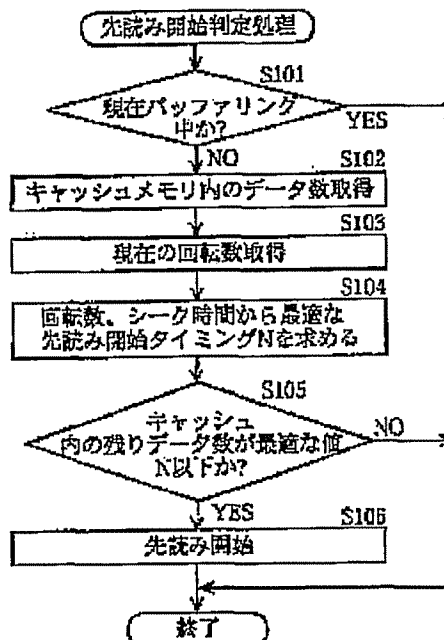 先読み開始判定処理
S101
現在バッファリング
中か?
YES
NO
S102
キャッシュメモリ内のデータ数取得
S103
現在の回転数取得
S104
回転数、シーク時間から最適な
先読み開始タイミングNを求める
S105
キャッシュ
内の残りデータ数が最適な値
N以下か?
NO
YES
S106
先読み開始
終了